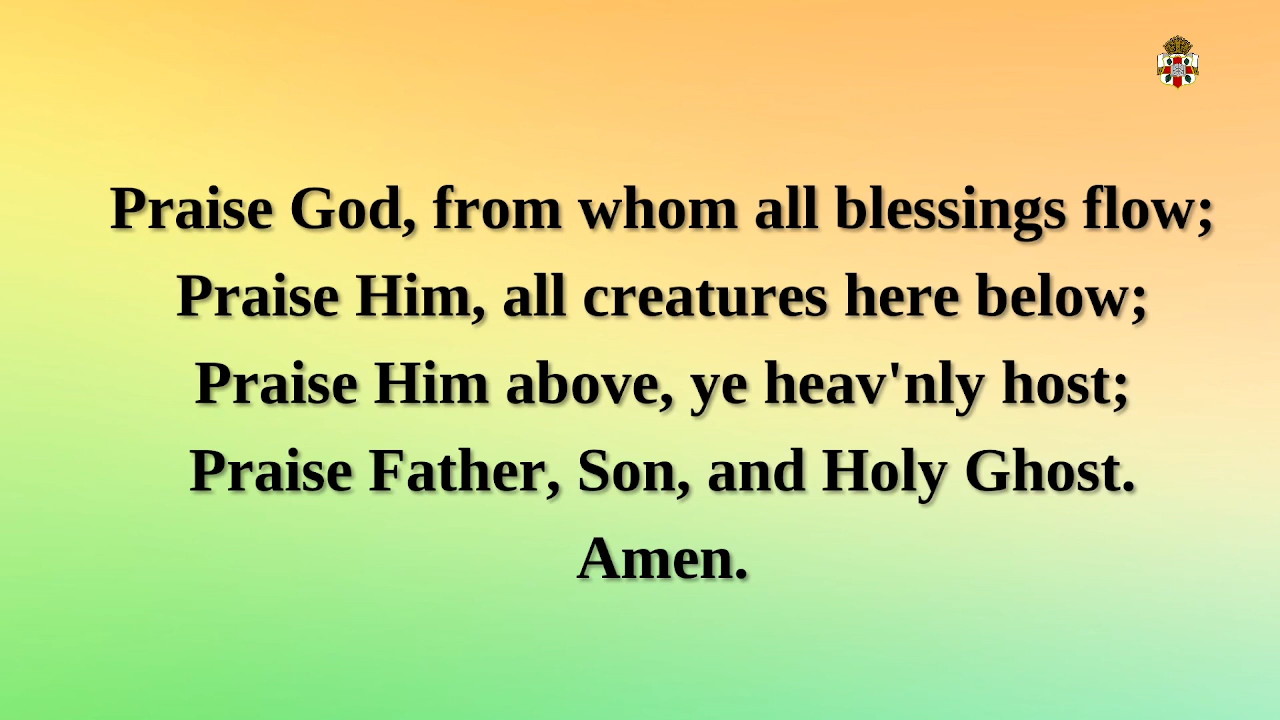 Praise God, from whom all blessings flow;
Praise Him, all creatures here below;
Praise Him above, ye heav'nly host;
Praise Father, Son, and Holy Ghost.
Amen.